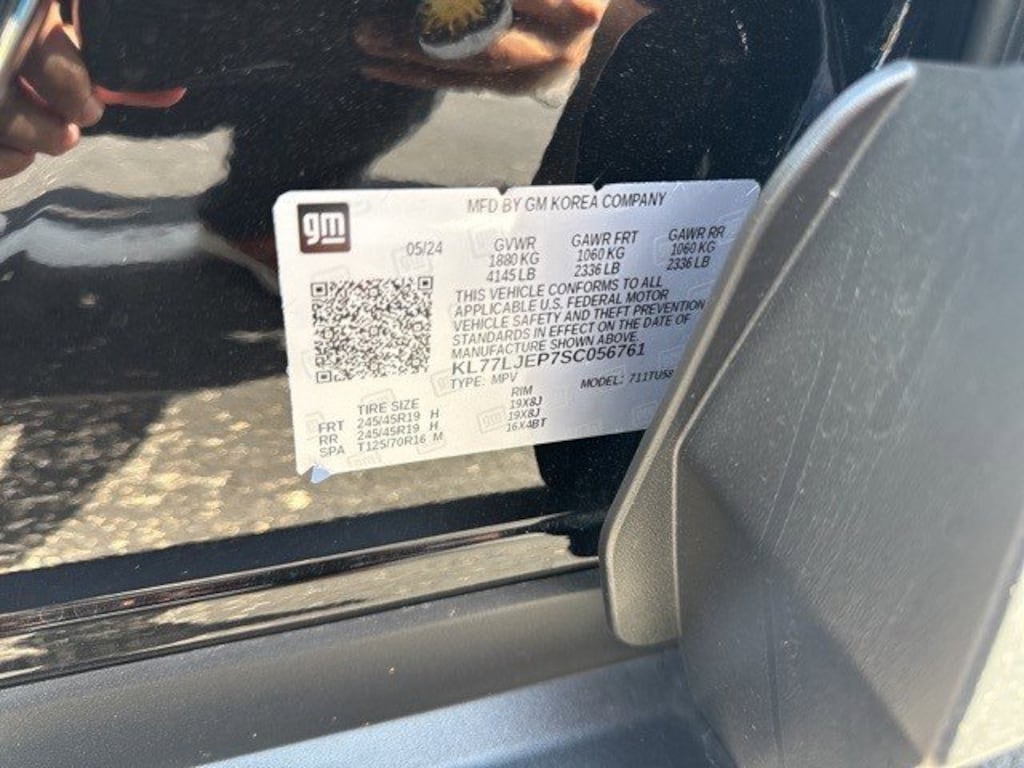 gm
MFD BY GM KOREA COMPANY
05/24
GVWR GAWR FRT GAWR RR
1880 KG 1060 KG 1060 KG
4145 LB 2336 LB 2336 LB
THIS VEHICLE CONFORMS TO ALL
APPLICABLE U.S. FEDERAL MOTOR
VEHICLE SAFETY AND THEFT PREVENTION
STANDARDS IN EFFECT ON THE DATE OF
MANUFACTURE SHOWN ABOVE.
KL77LJEP7SC056761
TYPE: MPV MODEL: 711TU58
TIRE SIZE RIM
FRT 245/45R19 H 19X8J
RR 245/45R19 H 19X8J
SPA T125/70R16 M 16X4BT